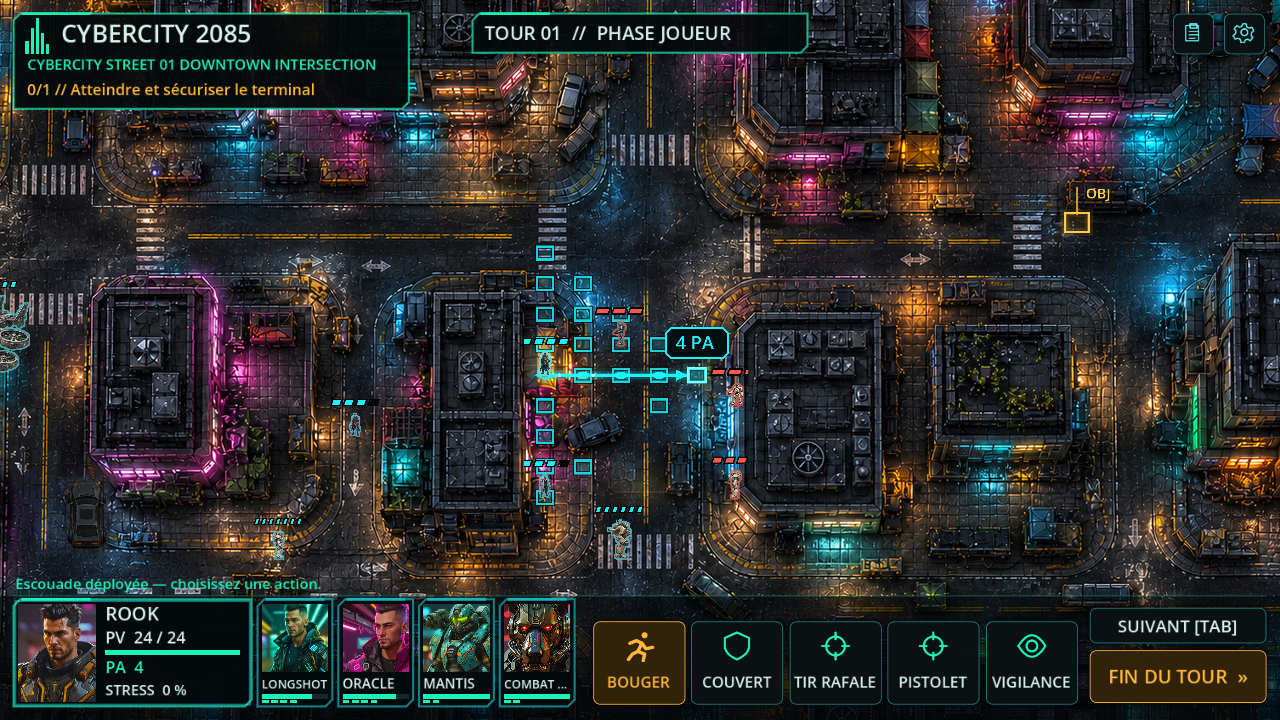 CYBERCITY 2085
CYBERCITY STREET 01 DOWNTOWN INTERSECTION
0/1 // Atteindre et sécuriser le terminal
TOUR 01 // PHASE JOUEUR
OBJ
4 PA
Escouade déployée — choisissez une action.
ROOK
PV 24 / 24
PA 4
STRESS 0 %
LONGSHOT
ORACLE
MANTIS
COMBAT ...
BOUGER
COUVERT
TIR RAFALE
PISTOLET
VIGILANCE
SUIVANT [TAB]
FIN DU TOUR »